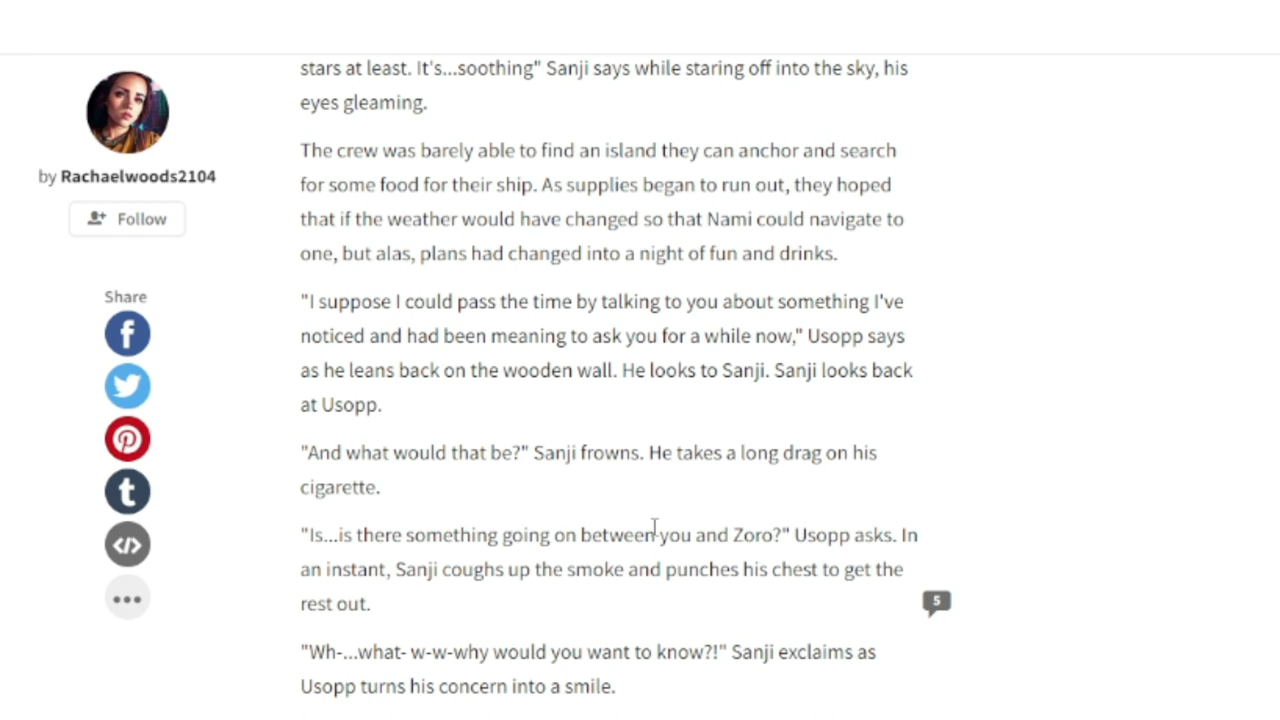 stars at least. It's...soothing" Sanji says while staring off into the sky, his
eyes gleaming.
by Rachaelwoods2104
Follow
Share
The crew was barely able to find an island they can anchor and search
for some food for their ship. As supplies began to run out, they hoped
that if the weather would have changed so that Nami could navigate to
one, but alas, plans had changed into a night of fun and drinks.
"I suppose I could pass the time by talking to you about something I've
noticed and had been meaning to ask you for a while now," Usopp says
as he leans back on the wooden wall. He looks to Sanji. Sanji looks back
at Usopp.
"And what would that be?" Sanji frowns. He takes a long drag on his
cigarette.
"Is...is there something going on between you and Zoro?" Usopp asks. In
an instant, Sanji coughs up the smoke and punches his chest to get the
rest out.
5
"Wh-...what- w-w-why would you want to know?!" Sanji exclaims as
Usopp turns his concern into a smile.